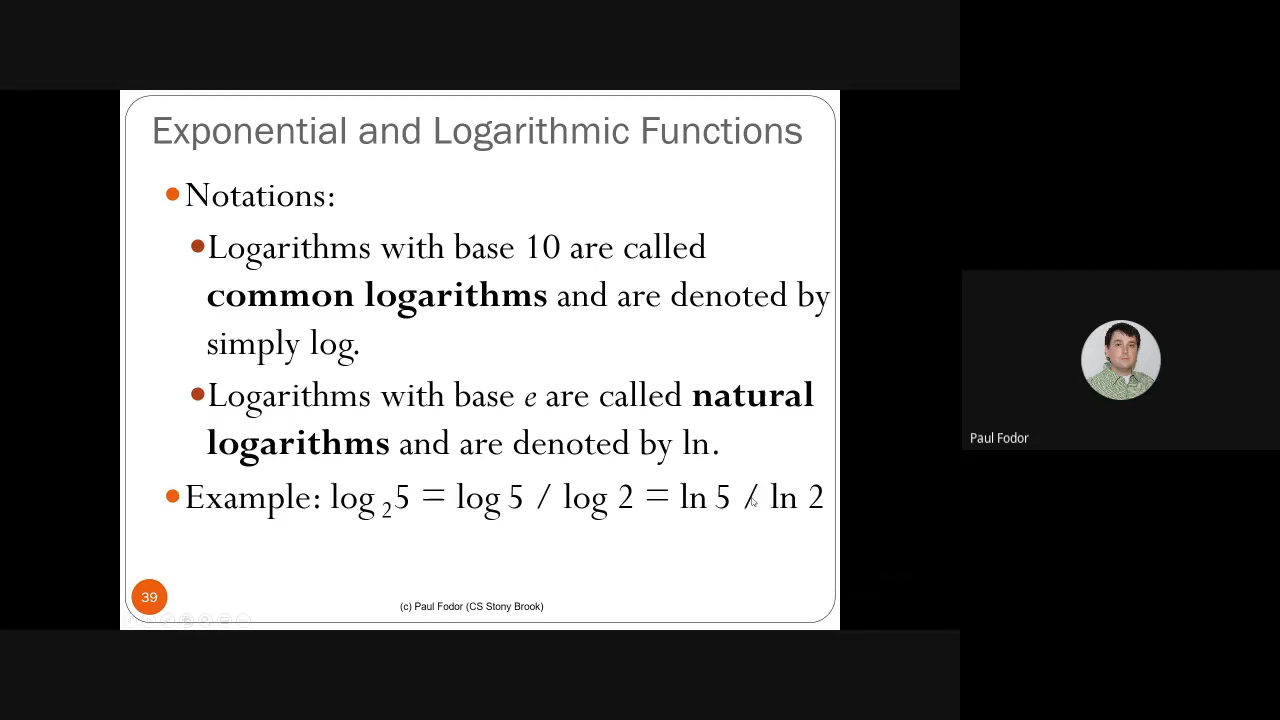 Exponential and Logarithmic Functions
Notations:
Logarithms with base 10 are called
common logarithms and are denoted by
simply log.
Logarithms with base e are called natural
logarithms and are denoted by ln.
Example: log ₂5 = log 5 / log 2 = ln 5 / ln 2
39
(c) Paul Fodor (CS Stony Brook)
Paul Fodor